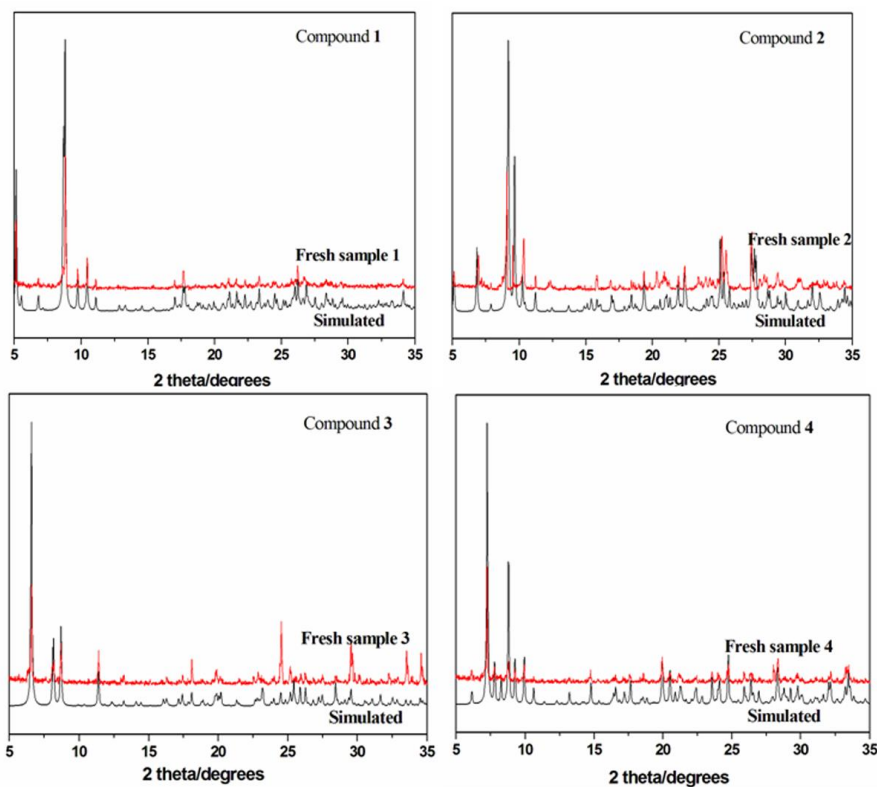 Compound 1
Fresh sample 1
Simulated
5 10 15 20 25 30 35
2 theta/degrees
Compound 2
Fresh sample 2
Simulated
5 10 15 20 25 30 35
2 theta/degrees
Compound 3
Fresh sample 3
Simulated
5 10 15 20 25 30 35
2 theta/degrees
Compound 4
Fresh sample 4
Simulated
5 10 15 20 25 30 35
2 theta/degrees